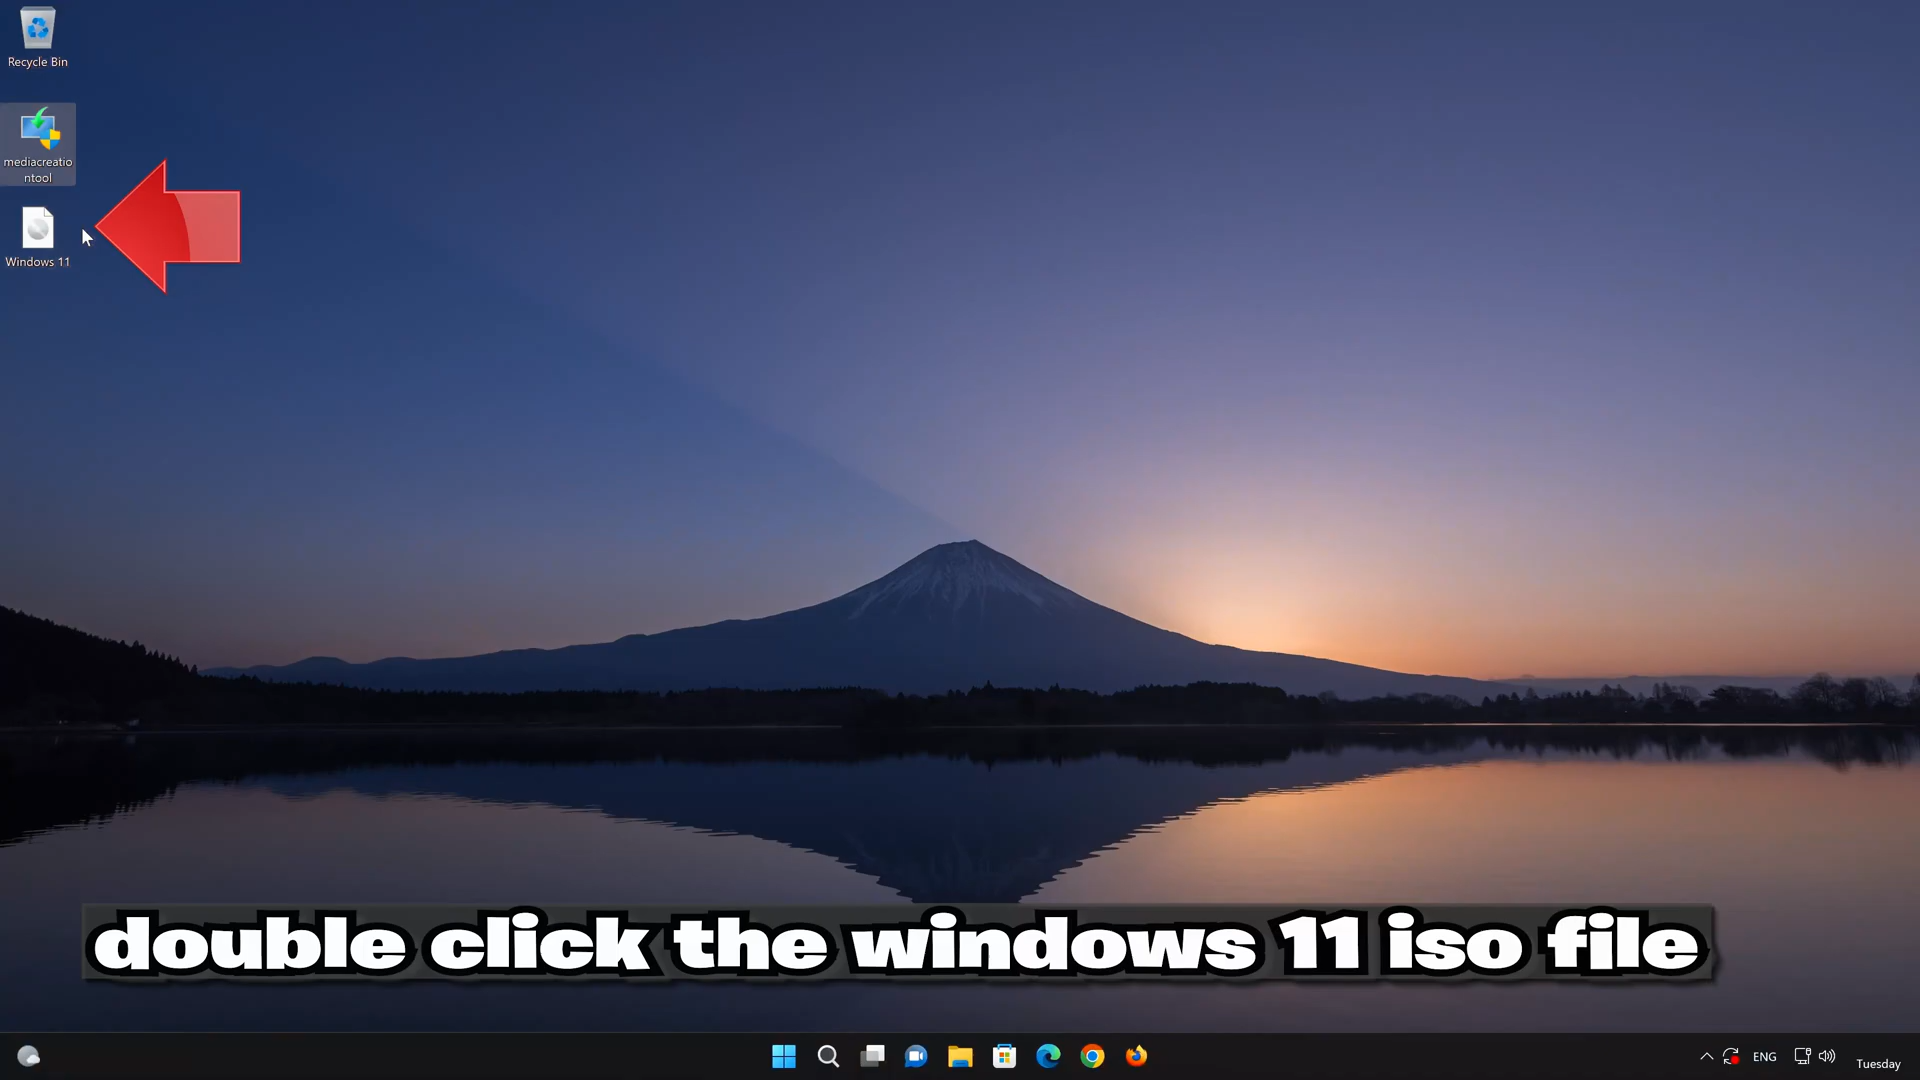 Recycle Bin
mediacreatio
ntool
Windows 11
double click the windows 11 iso file
ENG
Tuesday